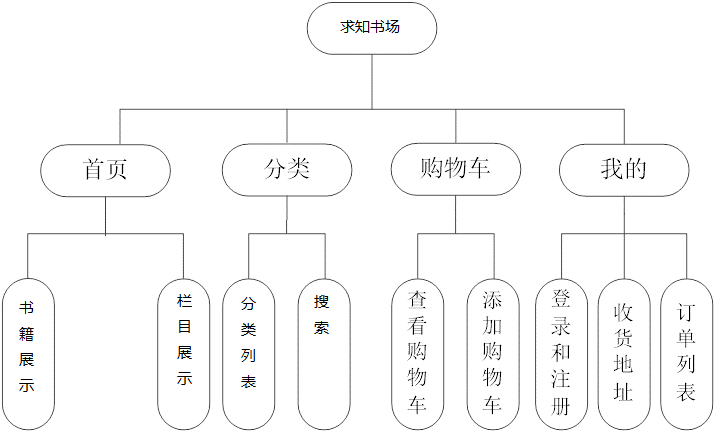 求知书场
首页
分类
购物车
我的
书籍展示
栏目展示
分类列表
搜索
查看购物车
添加购物车
登录和注册
收货地址
订单列表